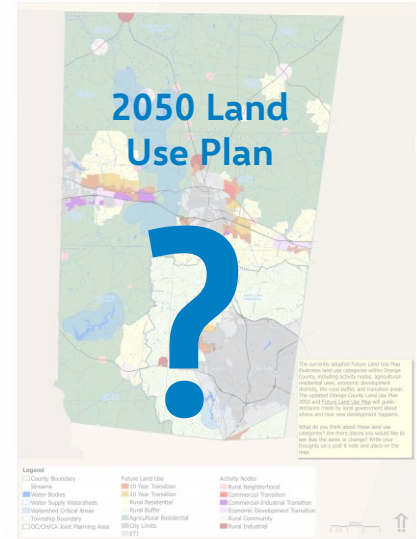 2050 Land
Use Plan
?
The currently adopted Future Land Use Map
illustrates land use categories within Orange
County, including activity nodes, agricultural-
residential uses, economic development
districts, the rural buffer, and transition areas.
The updated Orange County Land Use Plan
2050 and Future Land Use Map will guide
decisions made by local government about
where and how new development happens.
What do you think about these land use
categories? Are there places you would like to
see stay the same or change? Write your
thoughts on a post it note and place on the
map.
Legend
County Boundary
Streams
Water Bodies
Water Supply Watersheds
Watershed Critical Areas
Township Boundary
OC/CH/CA Joint Planning Area
Future Land Use
10 Year Transition
20 Year Transition
Rural Residential
Rural Buffer
Agricultural Residential
City Limits
ETJ
Activity Nodes
Rural Neighborhood
Commercial Transition
Commercial-Industrial Transition
Economic Development Transition
Rural Community
Rural Industrial